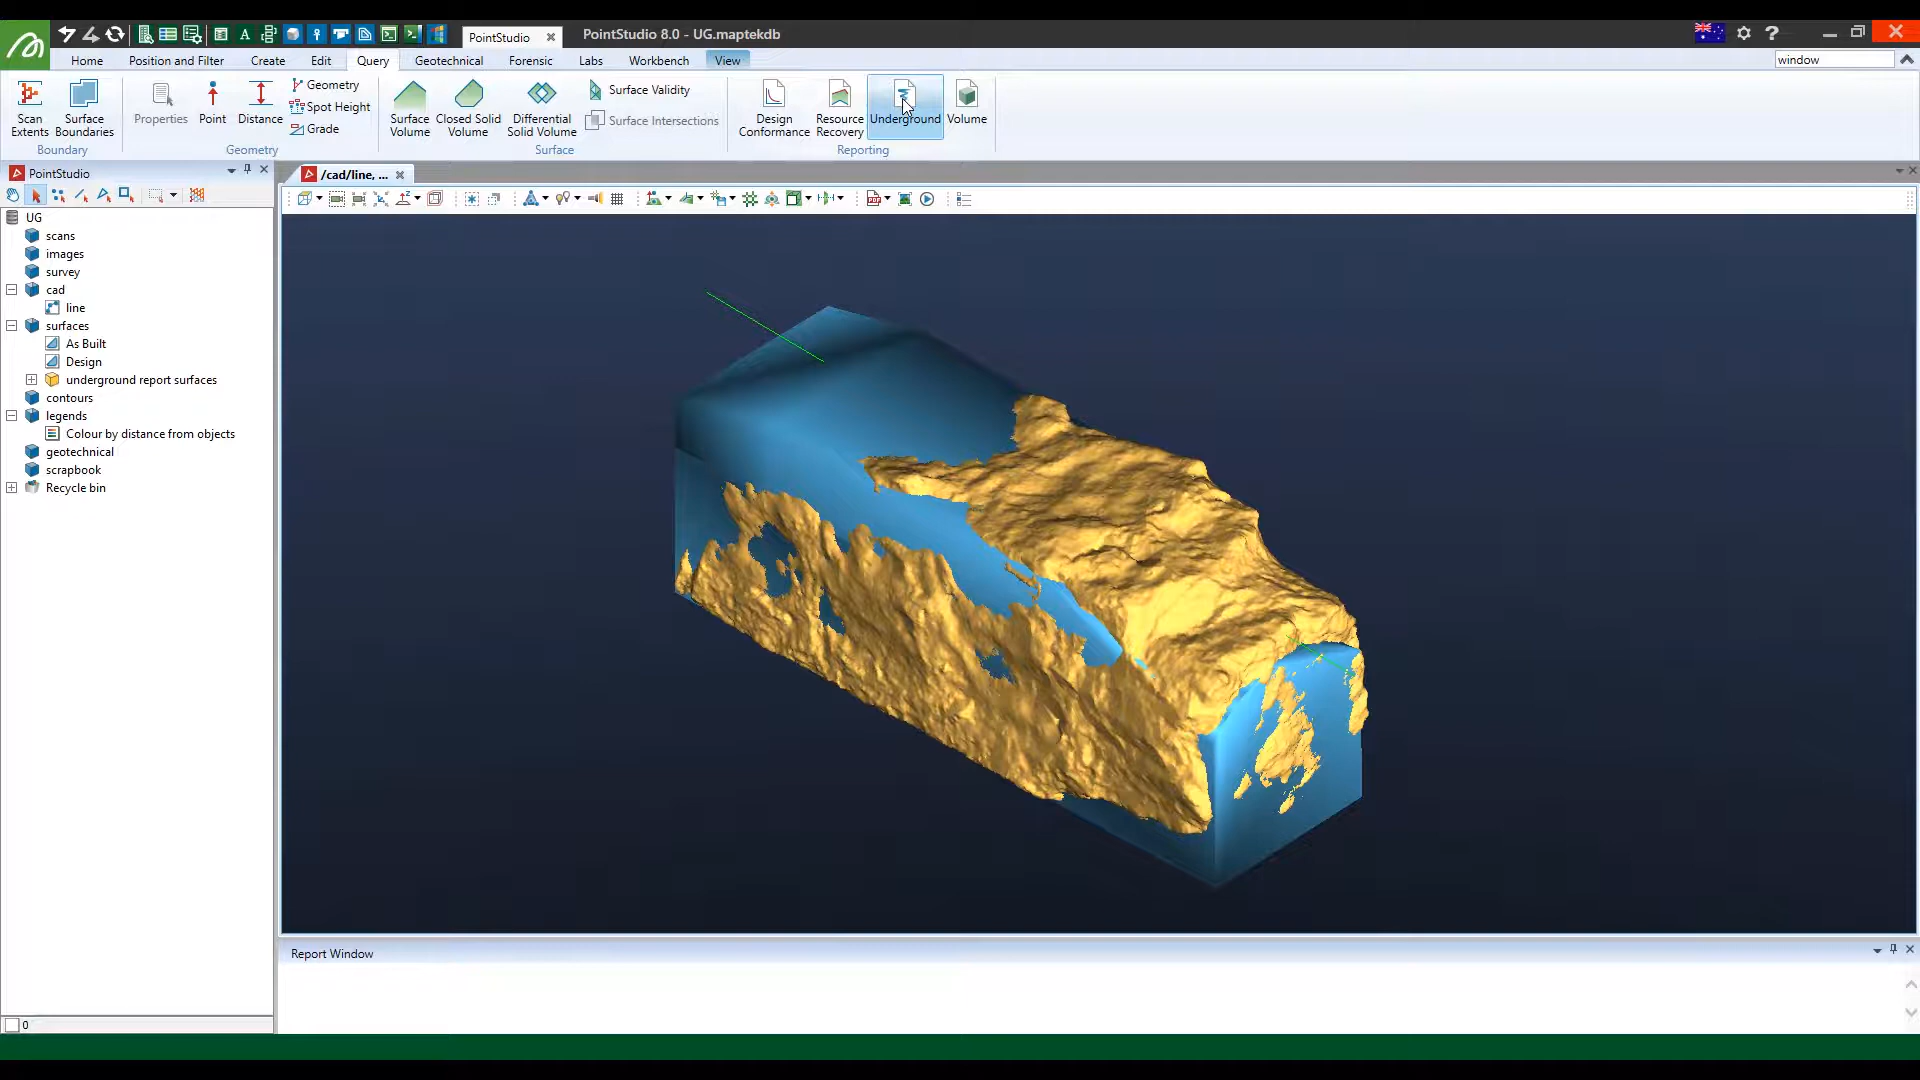 PointStudio
PointStudio 8.0 - UG.maptekdb
Home
Position and Filter
Create
Edit
Query
Geotechnical
Forensic
Labs
Workbench
View
window
Scan Extents
Surface Boundaries
Boundary
Properties
Point
Distance
Geometry
Spot Height
Grade
Geometry
Surface Volume
Closed Solid Volume
Differential Solid Volume
Surface Validity
Surface Intersections
Surface
Design Conformance
Resource Recovery
Underground
Volume
Reporting
PointStudio
/cad/line, ...
UG
scans
images
survey
cad
line
surfaces
As Built
Design
underground report surfaces
contours
legends
Colour by distance from objects
geotechnical
scrapbook
Recycle bin
Report Window
0